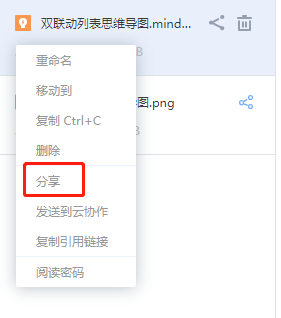 双联动列表思维导图.mind...
B
重命名
移动到
导图.png
复制 Ctrl+C
B
删除
分享
发送到云协作
复制引用链接
阅读密码